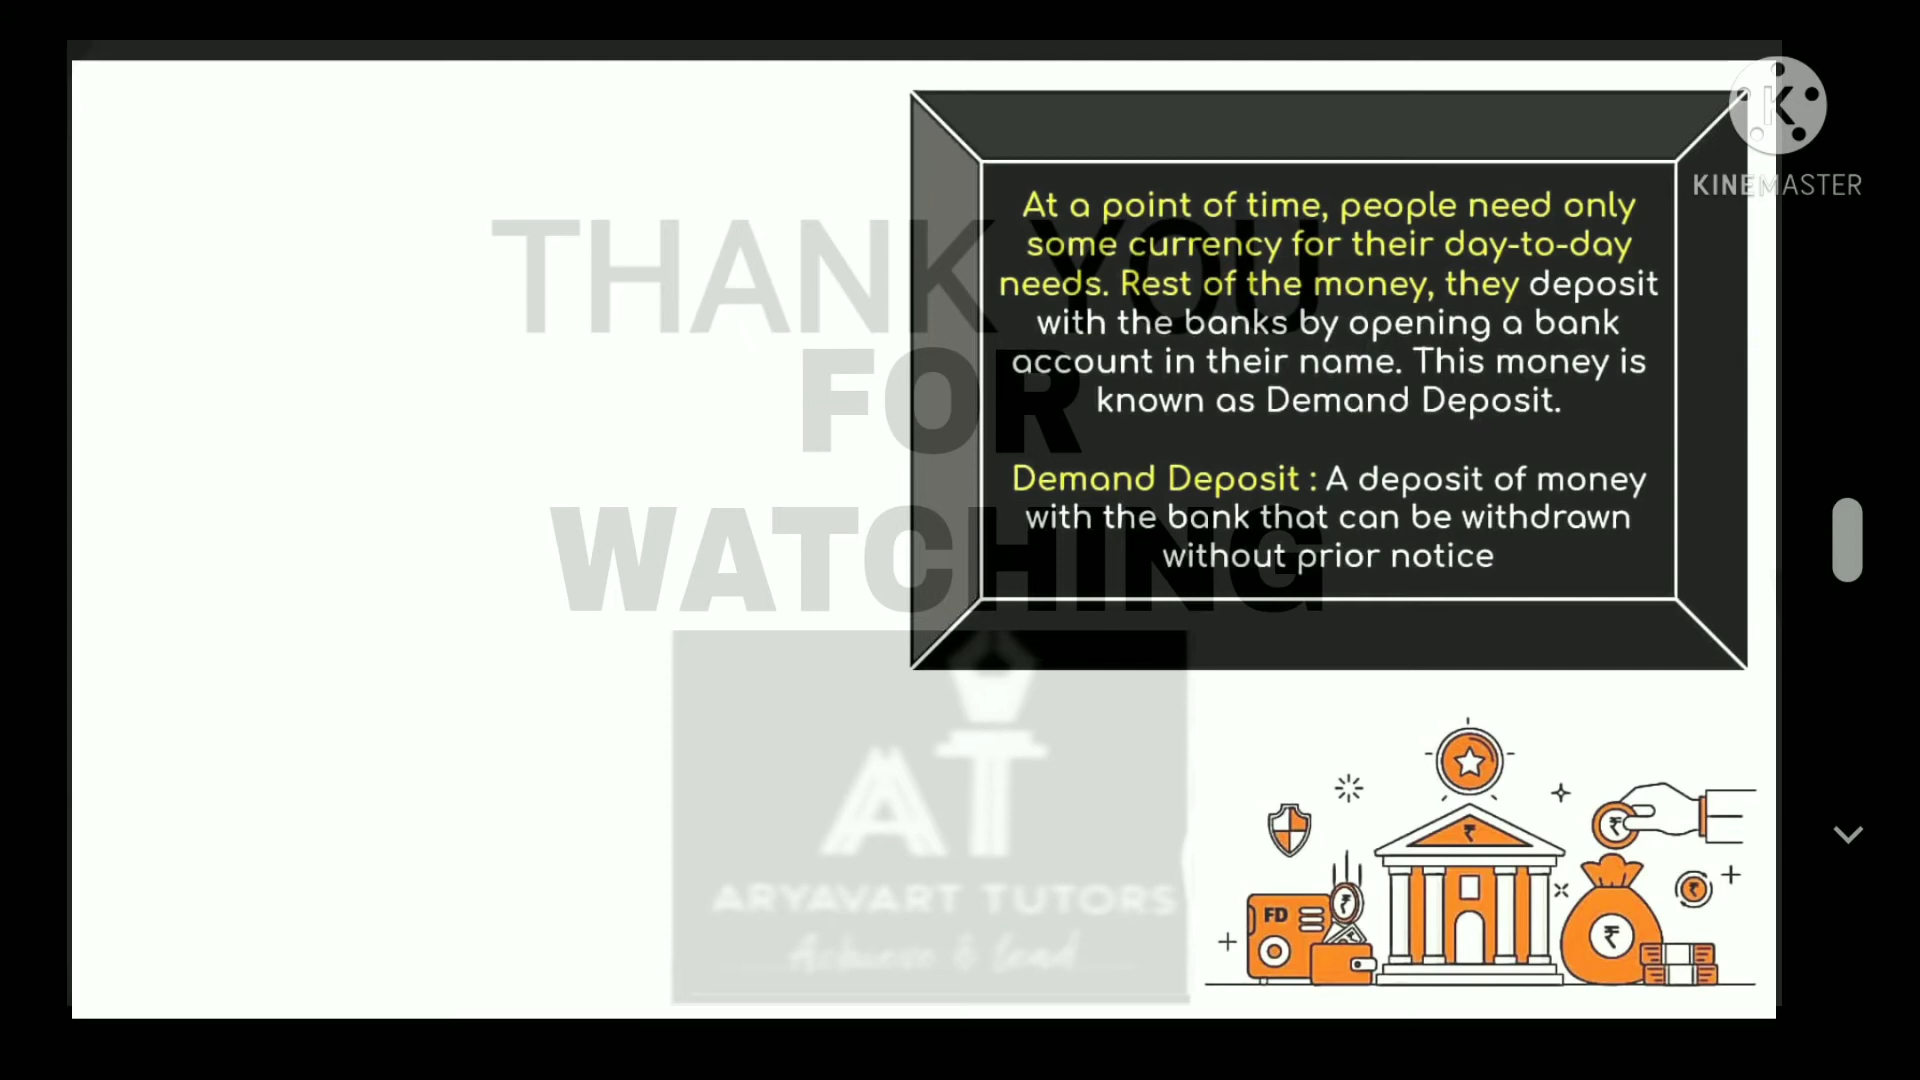 KINEMASTER
At a point of time, people need only
some currency for their day-to-day
needs. Rest of the money, they deposit
with the banks by opening a bank
account in their name. This money is
known as Demand Deposit.
Demand Deposit : A deposit of money
with the bank that can be withdrawn
without prior notice
THANK YOU
FOR
WATCHING
AT
ARYAVART TUTORS
Achieve & Lead
FD
₹
₹
₹
₹
₹